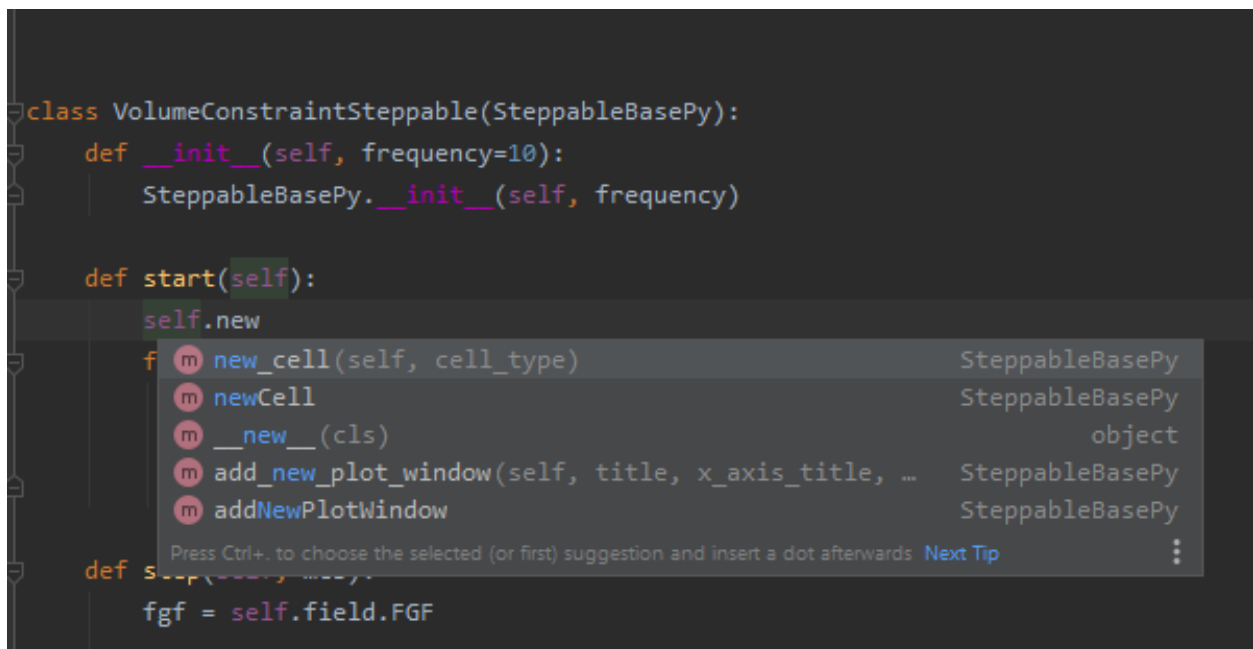 class VolumeConstraintSteppable(SteppableBasePy):
def __init__(self, frequency=10):
SteppableBasePy.__init__(self, frequency)
def start(self):
self.new
f
new_cell(self, cell_type) SteppableBasePy
m newCell SteppableBasePy
m __new__(cls) object
m add_new_plot_window(self, title, x_axis_title, … SteppableBasePy
m addNewPlotWindow SteppableBasePy
Press Ctrl+. to choose the selected (or first) suggestion and insert a dot afterwards Next Tip
def
fgf = self.field.FGF